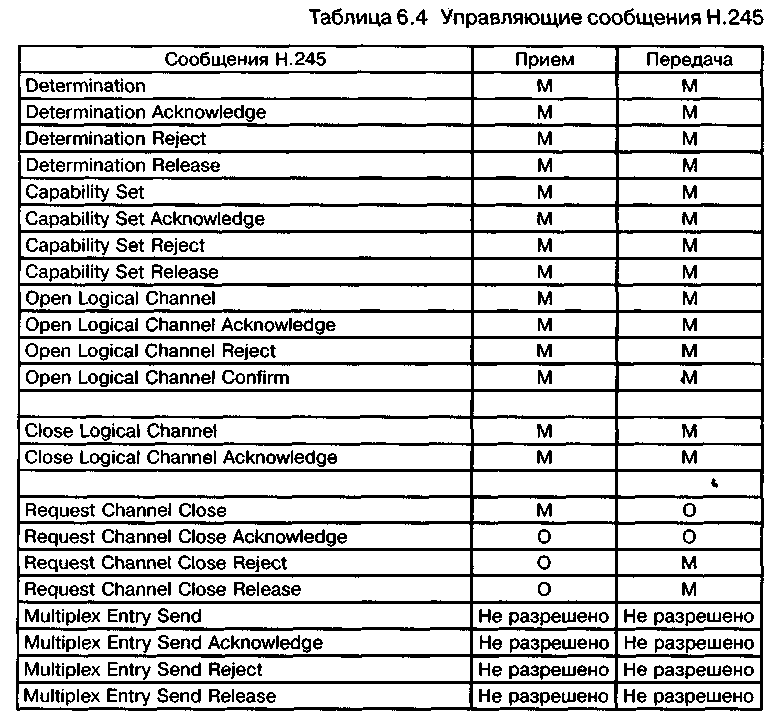 Таблица 6.4 Управляющие сообщения Н.245
Сообщения Н.245 Прием Передача
Determination M M
Determination Acknowledge M M
Determination Reject M M
Determination Release M M
Capability Set M M
Capability Set Acknowledge M M
Capability Set Reject M M
Capability Set Release M M
Open Logical Channel M M
Open Logical Channel Acknowledge M M
Open Logical Channel Reject M M
Open Logical Channel Confirm M M
Close Logical Channel M M
Close Logical Channel Acknowledge M M
Request Channel Close M O
Request Channel Close Acknowledge O O
Request Channel Close Reject O M
Request Channel Close Release O M
Multiplex Entry Send Не разрешено Не разрешено
Multiplex Entry Send Acknowledge Не разрешено Не разрешено
Multiplex Entry Send Reject Не разрешено Не разрешено
Multiplex Entry Send Release Не разрешено Не разрешено